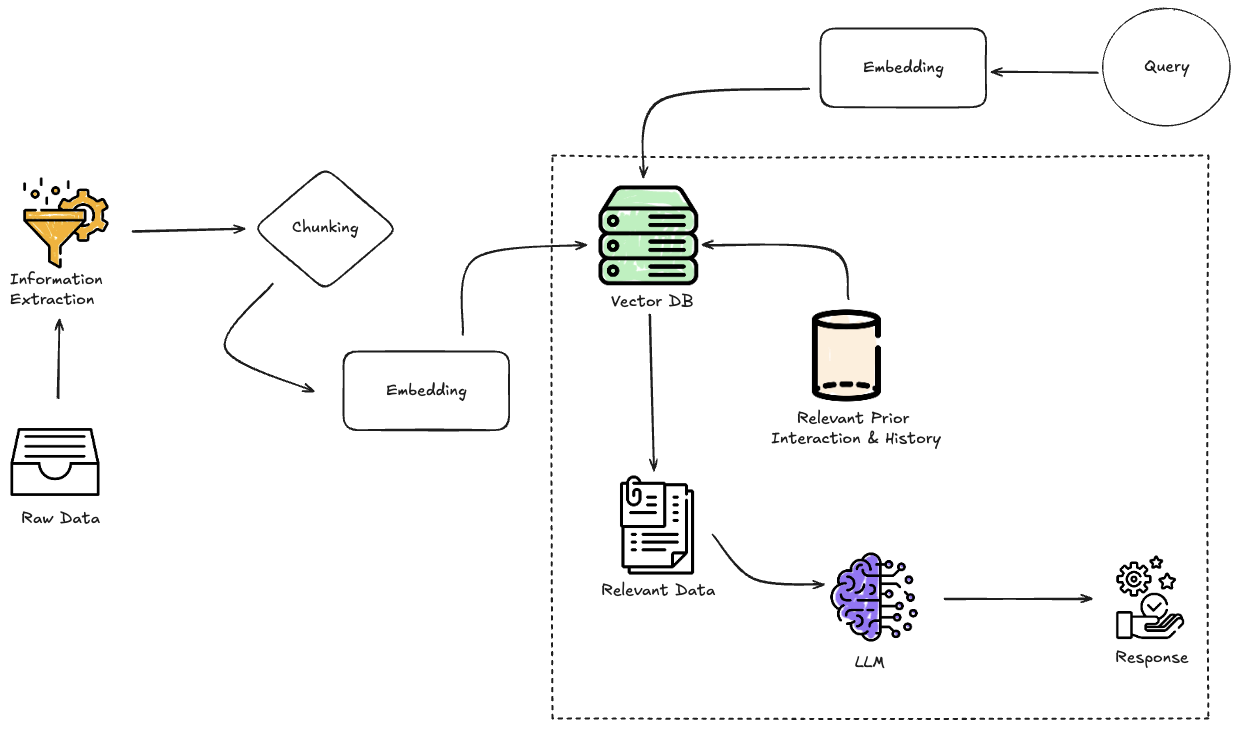 Query
Embedding
Chunking
Information
Extraction
Vector DB
Embedding
Relevant Prior
Interaction & History
Raw Data
Relevant Data
LLM
Response